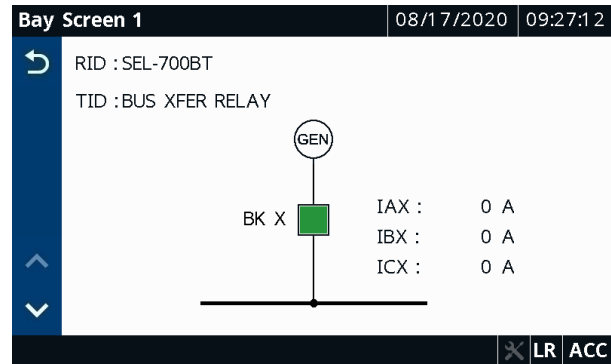 Bay Screen 1 08/17/2020 09:27:12
RID :SEL-700BT
TID :BUS XFER RELAY
GEN
BK X
IAX : 0 A
IBX : 0 A
ICX : 0 A
LR ACC